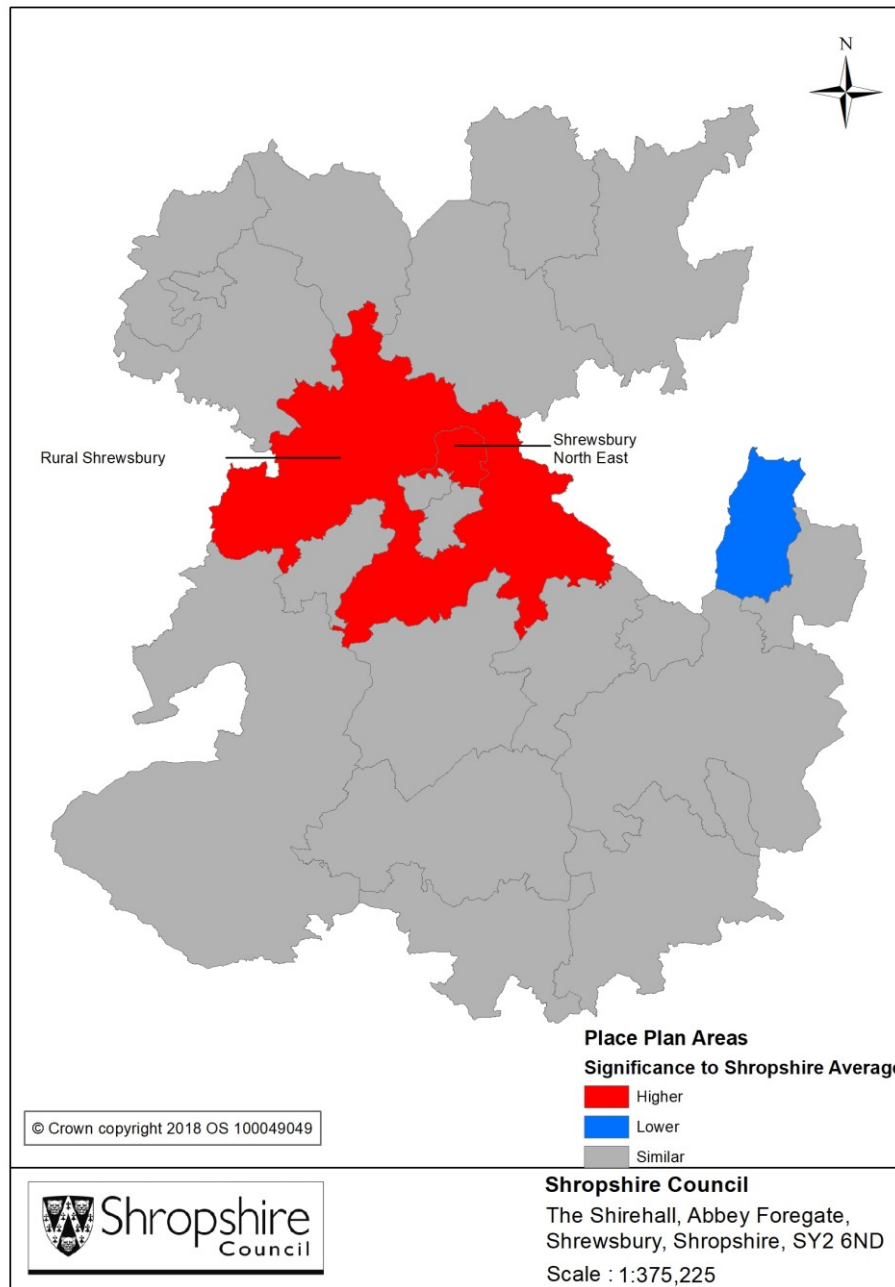 N
Rural Shrewsbury
Shrewsbury
North East
Place Plan Areas
Significance to Shropshire Average
Higher
Lower
Similar
© Crown copyright 2018 OS 100049049
Shropshire
Council
Shropshire Council
The Shirehall, Abbey Foregate,
Shrewsbury, Shropshire, SY2 6ND
Scale : 1:375,225